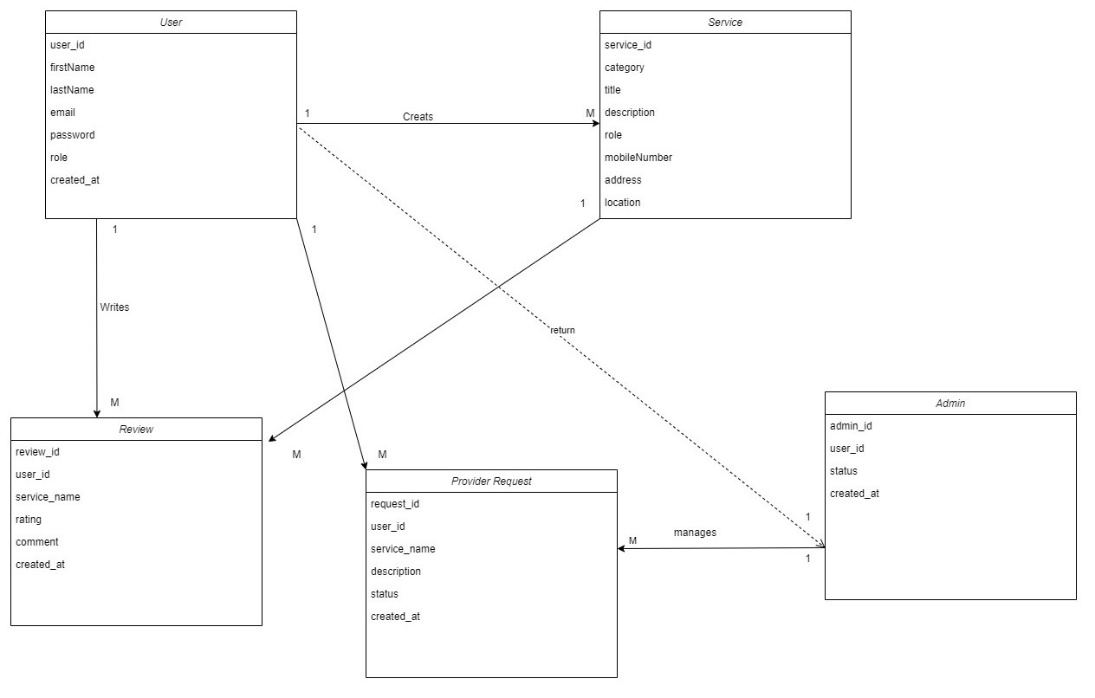 User
user_id
firstName
lastName
email
password
role
created_at
Service
service_id
category
title
description
role
mobileNumber
address
location
1
Creats
M
1
1
1
Writes
return
M
M
M
Review
review_id
user_id
service_name
rating
comment
created_at
Provider Request
request_id
user_id
service_name
description
status
created_at
Admin
admin_id
user_id
status
created_at
1
manages
M
1